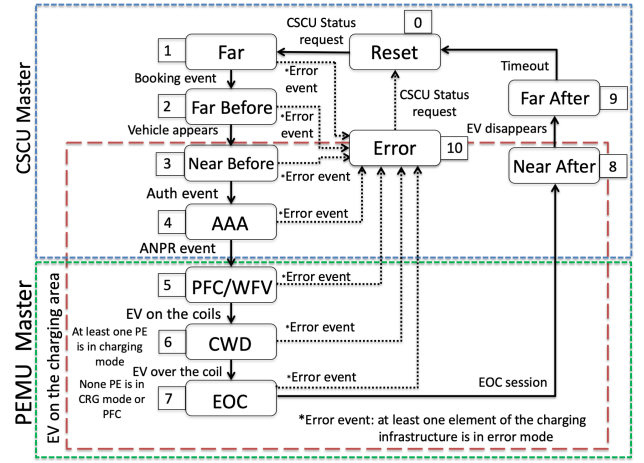 CSCU Status
request
0
1
Far
Reset
Timeout
*Error
event
Booking event
CSCU Status
request
2
Far Before
*Error
event
Far After
9
Vehicle appears
Error
10
EV disappears
3
Near Before
*Error event
Near After
8
Auth event
4
AAA
*Error event
ANPR event
CSCU Master
5
PFC/WFV
*Error event
EV on the coils
At least one PE
is in charging
mode
6
CWD
*Error event
EV over the coil
None PE is in
CRG mode or
PFC
7
EOC
*Error event
EOC session
PEMU Master
EV on the charging area
*Error event: at least one element of the charging
infrastructure is in error mode